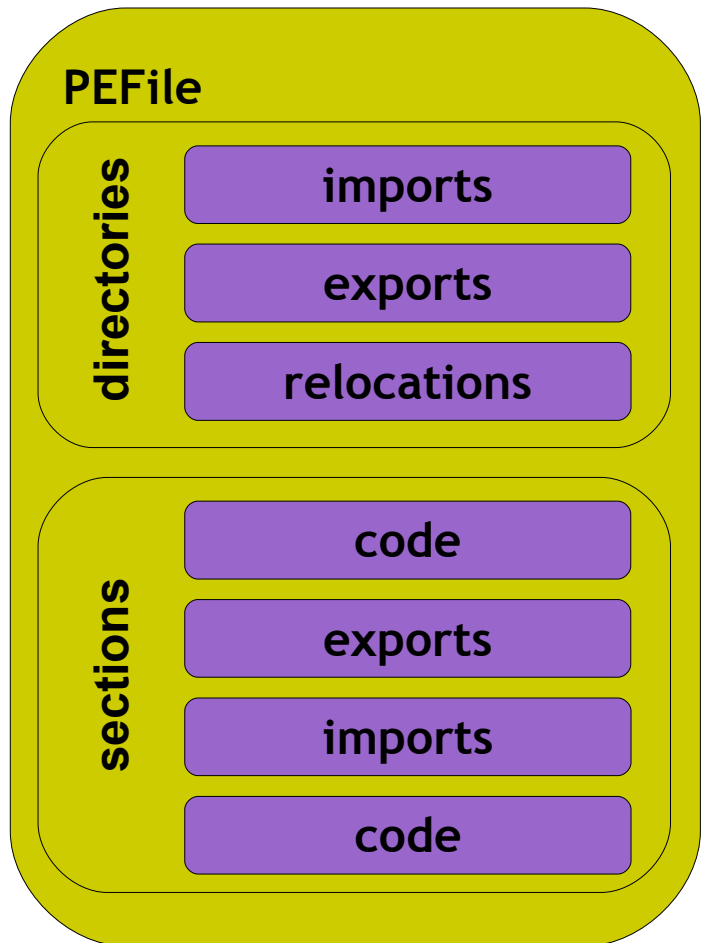 PEFile
directories
imports
exports
relocations
sections
code
exports
imports
code